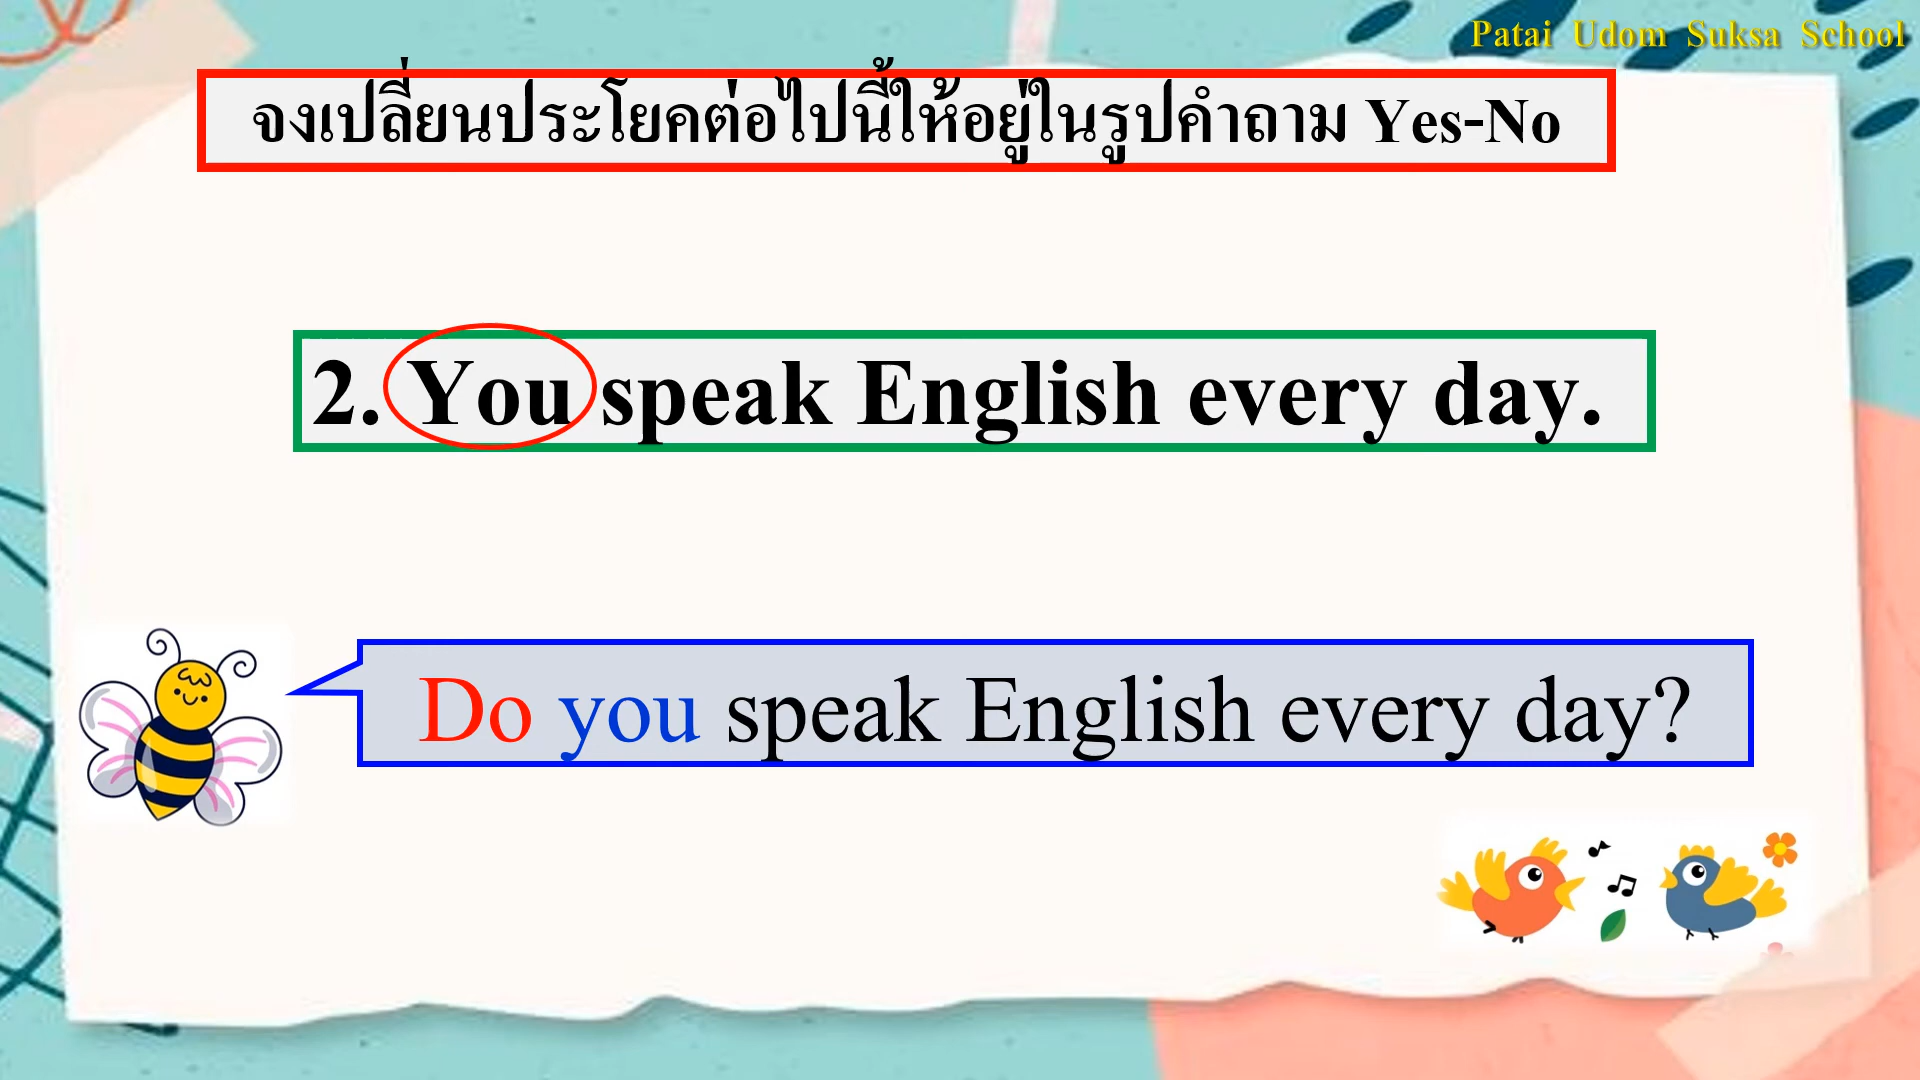 Patai Udom Suksa School
จงเปลี่ยนประโยคต่อไปนี้ให้อยู่ในรูปคำถาม Yes-No
2. You speak English every day.
Do you speak English every day?